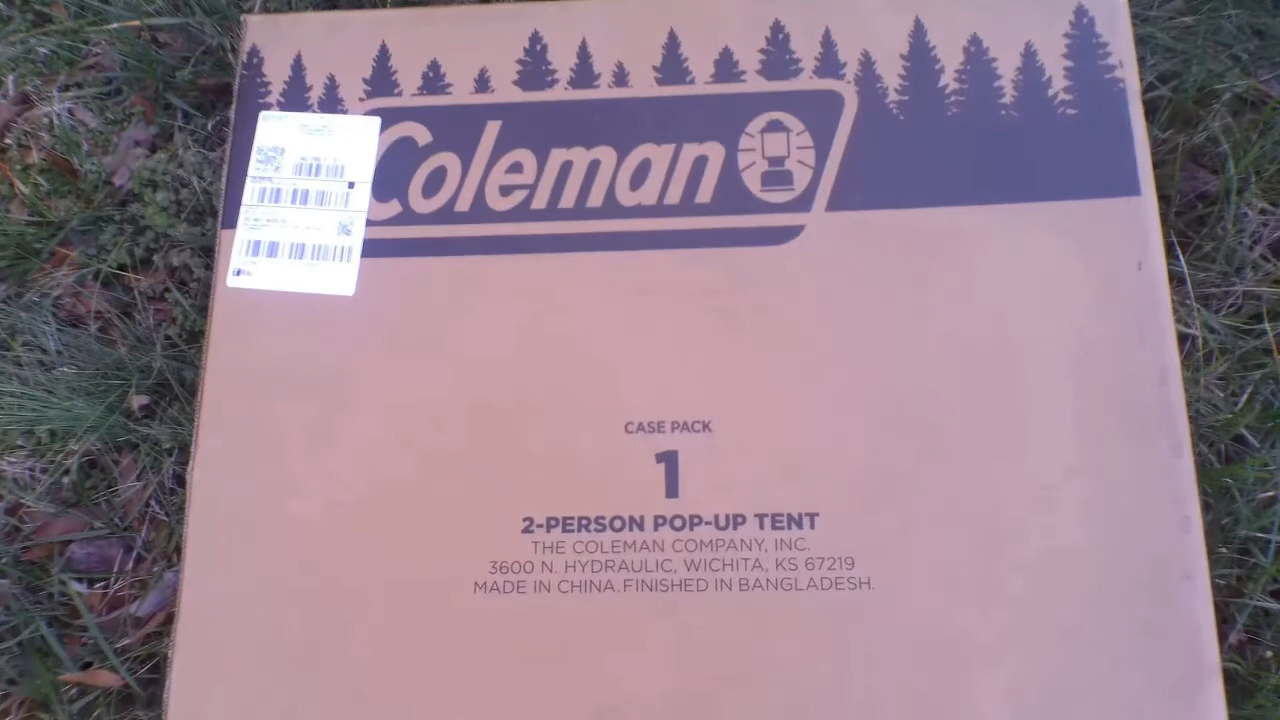 Coleman
CASE PACK
1
2-PERSON POP-UP TENT
THE COLEMAN COMPANY, INC.
3600 N. HYDRAULIC, WICHITA, KS 67219
MADE IN CHINA. FINISHED IN BANGLADESH.